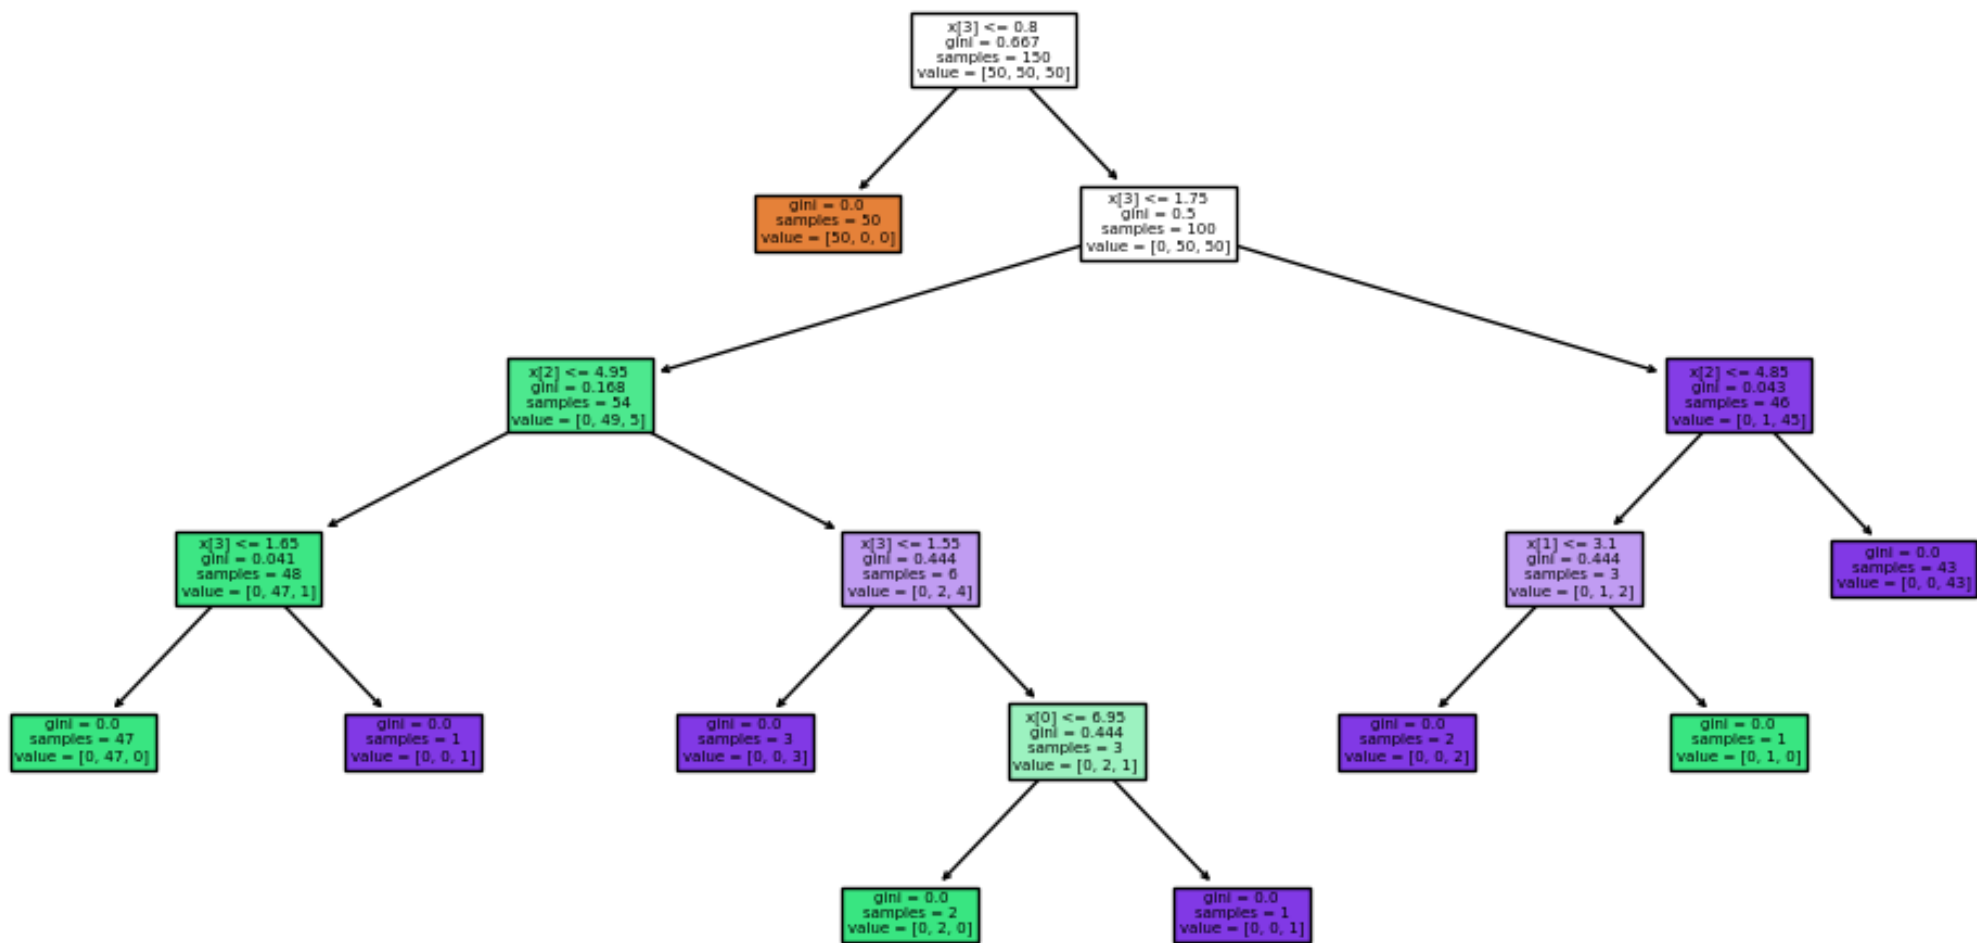 x[3] <= 0.8
gini = 0.667
samples = 150
value = [50, 50, 50]
gini = 0.0
samples = 50
value = [50, 0, 0]
x[3] <= 1.75
gini = 0.5
samples = 100
value = [0, 50, 50]
x[2] <= 4.95
gini = 0.168
samples = 54
value = [0, 49, 5]
x[2] <= 4.85
gini = 0.043
samples = 46
value = [0, 1, 45]
x[3] <= 1.65
gini = 0.041
samples = 48
value = [0, 47, 1]
x[3] <= 1.55
gini = 0.444
samples = 6
value = [0, 2, 4]
x[1] <= 3.1
gini = 0.444
samples = 3
value = [0, 1, 2]
gini = 0.0
samples = 43
value = [0, 0, 43]
gini = 0.0
samples = 47
value = [0, 47, 0]
gini = 0.0
samples = 1
value = [0, 0, 1]
gini = 0.0
samples = 3
value = [0, 0, 3]
x[0] <= 6.95
gini = 0.444
samples = 3
value = [0, 2, 1]
gini = 0.0
samples = 2
value = [0, 0, 2]
gini = 0.0
samples = 1
value = [0, 1, 0]
gini = 0.0
samples = 2
value = [0, 2, 0]
gini = 0.0
samples = 1
value = [0, 0, 1]